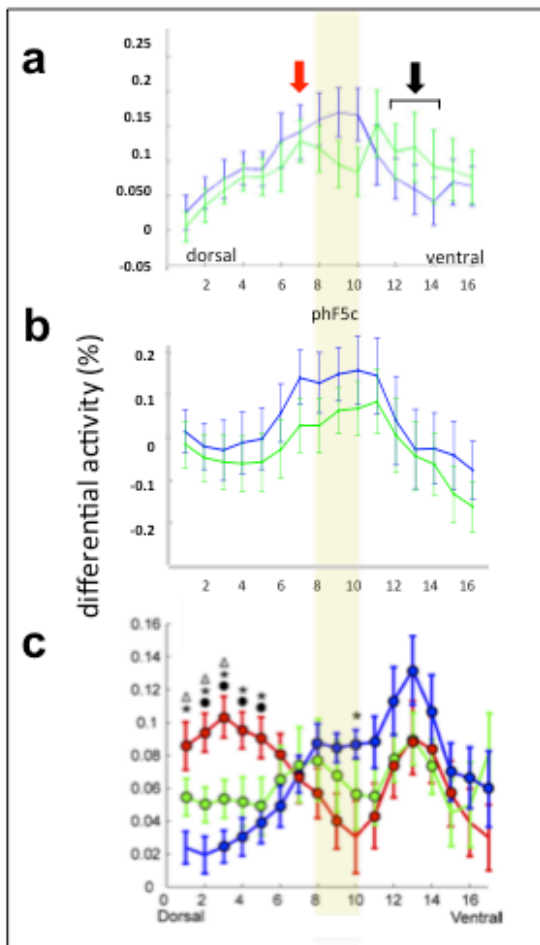 a
0.25
0.2
0.15
0.1
0.050
0
-0.05
dorsal
ventral
2 4 6 8 10 12 14 16
phF5c
b
differential activity (%)
0.2
0.1
0
-0.1
-0.2
2 4 6 8 10 12 14 16
c
0.16
0.14
0.12
0.1
0.08
0.06
0.04
0.02
0
0 2 4 6 8 10 12 14 16
Dorsal
Ventral